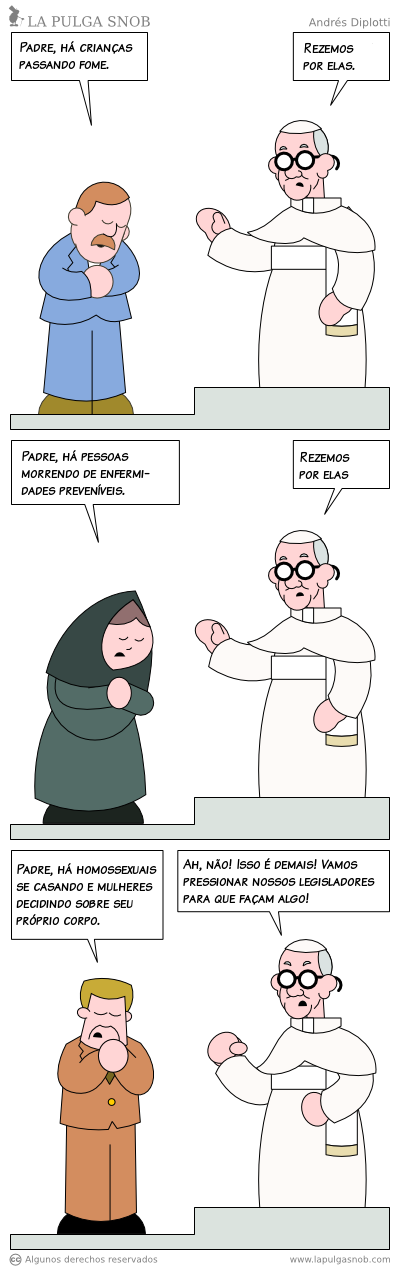 LA PULGA SNOB
Andrés Diplotti
PADRE, HÁ CRIANÇAS
PASSANDO FOME.
REZEMOS
POR ELAS.
PADRE, HÁ PESSOAS
MORRENDO DE ENFERMI-
DADES PREVENÍVEIS.
REZEMOS
POR ELAS
PADRE, HÁ HOMOSSEXUAIS
SE CASANDO E MULHERES
DECIDINDO SOBRE SEU
PRÓPRIO CORPO.
AH, NÃO! ISSO É DEMAIS! VAMOS
PRESSIONAR NOSSOS LEGISLADORES
PARA QUE FAÇAM ALGO!
cc Algunos derechos reservados
www.lapulgasnob.com